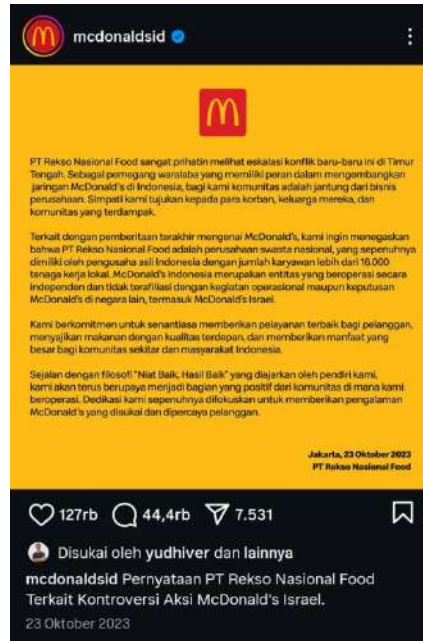 mcdonaldsid
PT Rekso Nasional Food sangat prihatin melihat eskalasi konflik baru-baru ini di Timur
Tengah. Sebagai pemegang waralaba yang memiliki peran dalam mengembangkan
jaringan McDonald's di Indonesia, bagi kami komunitas adalah jantung dari bisnis
perusahaan. Simpati kami tujukan kepada para korban, keluarga mereka, dan
komunitas yang terdampak.
Terkait dengan pemberitaan terakhir mengenai McDonald's, kami ingin menegaskan
bahwa PT Rekso Nasional Food adalah perusahaan swasta nasional, yang sepenuhnya
dimiliki oleh pengusaha asli Indonesia dengan jumlah karyawan lebih dari 16.000
tenaga kerja lokal. McDonald's Indonesia merupakan entitas yang beroperasi secara
independen dan tidak terafiliasi dengan kegiatan operasional maupun keputusan
McDonald's di negara lain, termasuk McDonald's Israel.
Kami berkomitmen untuk senantiasa memberikan pelayanan terbaik bagi pelanggan,
menyajikan makanan dengan kualitas terdepan, dan memberikan manfaat yang
besar bagi komunitas sekitar dan masyarakat Indonesia.
Sejalan dengan filosofi "Niat Baik, Hasil Baik" yang diajarkan oleh pendiri kami,
kami akan terus berupaya menjadi bagian yang positif dari komunitas di mana kami
beroperasi. Dedikasi kami sepenuhnya difokuskan untuk memberikan pengalaman
McDonald's yang disukai dan dipercaya pelanggan.
Jakarta, 23 Oktober 2023
PT Rekso Nasional Food
127rb 44,4rb 7.531
Disukai oleh yudhiver dan lainnya
mcdonaldsid Pernyataan PT Rekso Nasional Food
Terkait Kontroversi Aksi McDonald's Israel.
23 Oktober 2023